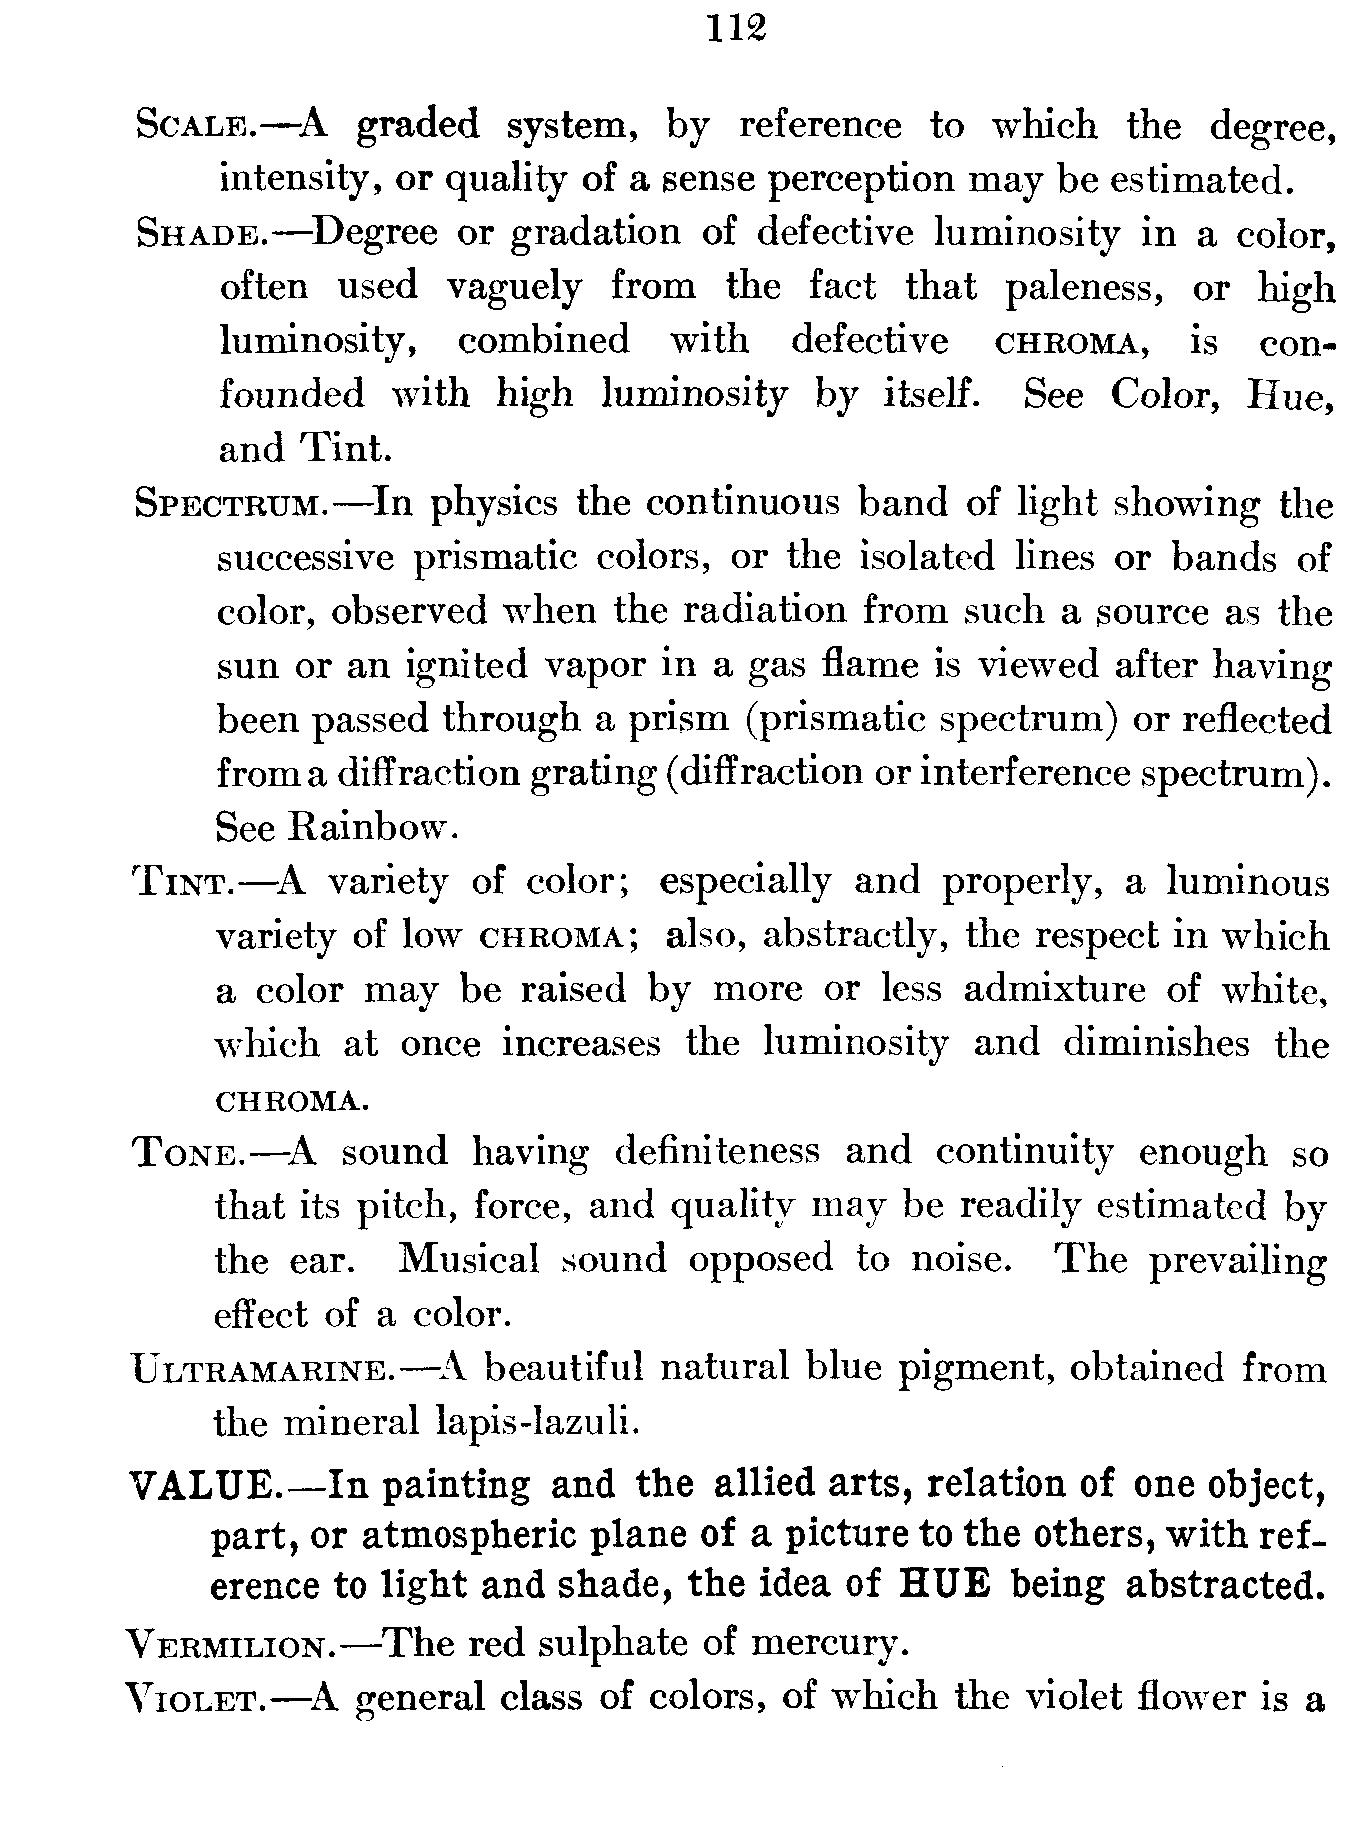 112
SCALE.—A graded system, by reference to which the degree,
intensity, or quality of a sense perception may be estimated.
SHADE.—Degree or gradation of defective luminosity in a color,
often used vaguely from the fact that paleness, or high
luminosity, combined with defective CHROMA, is con-
founded with high luminosity by itself. See Color, Hue,
and Tint.
SPECTRUM.—In physics the continuous band of light showing the
successive prismatic colors, or the isolated lines or bands of
color, observed when the radiation from such a source as the
sun or an ignited vapor in a gas flame is viewed after having
been passed through a prism (prismatic spectrum) or reflected
from a diffraction grating (diffraction or interference spectrum).
See Rainbow.
TINT.—A variety of color; especially and properly, a luminous
variety of low CHROMA; also, abstractly, the respect in which
a color may be raised by more or less admixture of white,
which at once increases the luminosity and diminishes the
CHROMA.
TONE.—A sound having definiteness and continuity enough so
that its pitch, force, and quality may be readily estimated by
the ear. Musical sound opposed to noise. The prevailing
effect of a color.
ULTRAMARINE.—A beautiful natural blue pigment, obtained from
the mineral lapis-lazuli.
VALUE.—In painting and the allied arts, relation of one object,
part, or atmospheric plane of a picture to the others, with ref-
erence to light and shade, the idea of HUE being abstracted.
VERMILION.—The red sulphate of mercury.
VIOLET.—A general class of colors, of which the violet flower is a